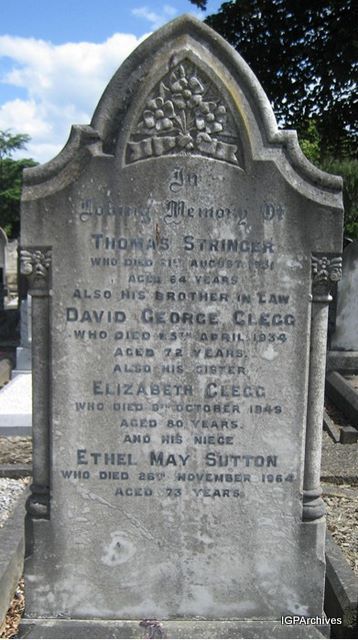 In
Loving Memory Of
Thomas Stringer
who died 21st August 1931
aged 64 years
also his brother in law
David George Clegg
who died 25th April 1934
aged 72 years.
also his sister
Elizabeth Clegg
who died 9th October 1949
aged 80 years.
and his niece
Ethel May Sutton
who died 26th November 1964
aged 73 years.
IGPArchives